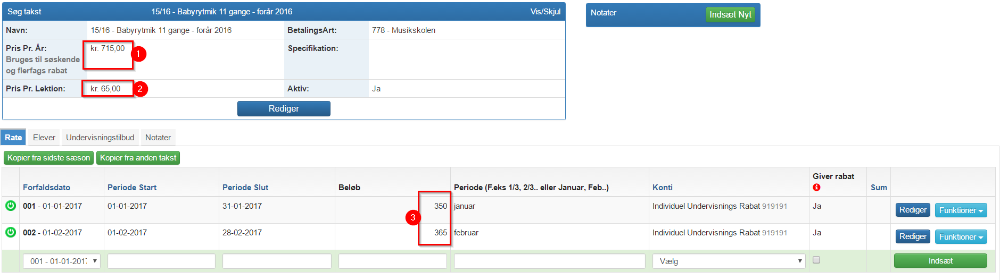 Søg takst 15/16 - Babyrytmik 11 gange - forår 2016 Vis/Skjul
Notater Indsæt Nyt
Navn: 15/16 - Babyrytmik 11 gange - forår 2016 BetalingsArt: 778 - Musikskolen
Pris Pr. År: kr. 715,00 1 Specifikation:
Bruges til søskende
og flerfags rabat
Pris Pr. Lektion: kr. 65,00 2 Aktiv: Ja
Rediger
Rate Elever Undervisningstilbud Notater
Kopier fra sidste sæson Kopier fra anden takst
Forfaldsdato Periode Start Periode Slut Beløb Periode (F.eks 1/3, 2/3.. eller Januar, Feb..) Konti Giver rabat Sum
001 - 01-01-2017 01-01-2017 31-01-2017 350 januar Individuel Undervisnings Rabat 919191 Ja Rediger Funktioner
3
002 - 01-02-2017 01-02-2017 28-02-2017 365 februar Individuel Undervisnings Rabat 919191 Ja Rediger Funktioner
001 - 01-01-2017 Vælg Indsæt